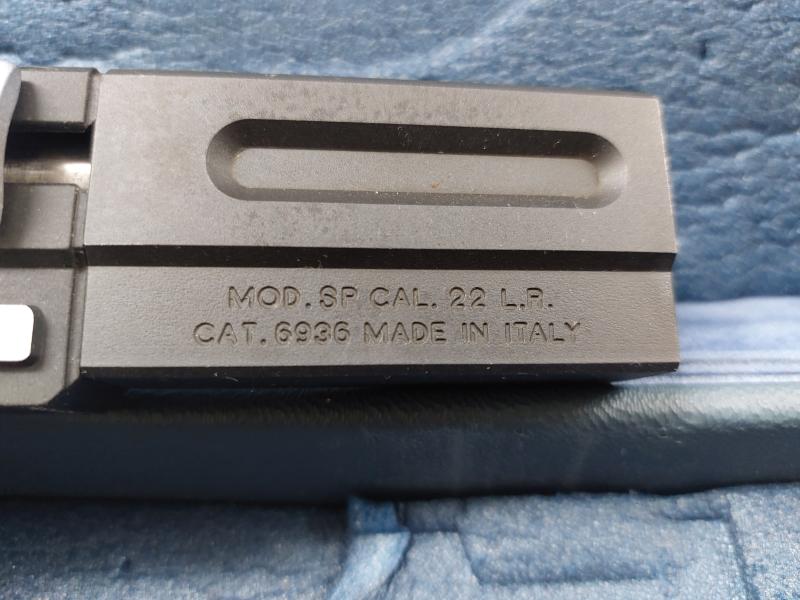 MOD. SP CAL. 22 L.R.
CAT. 6936 MADE IN ITALY